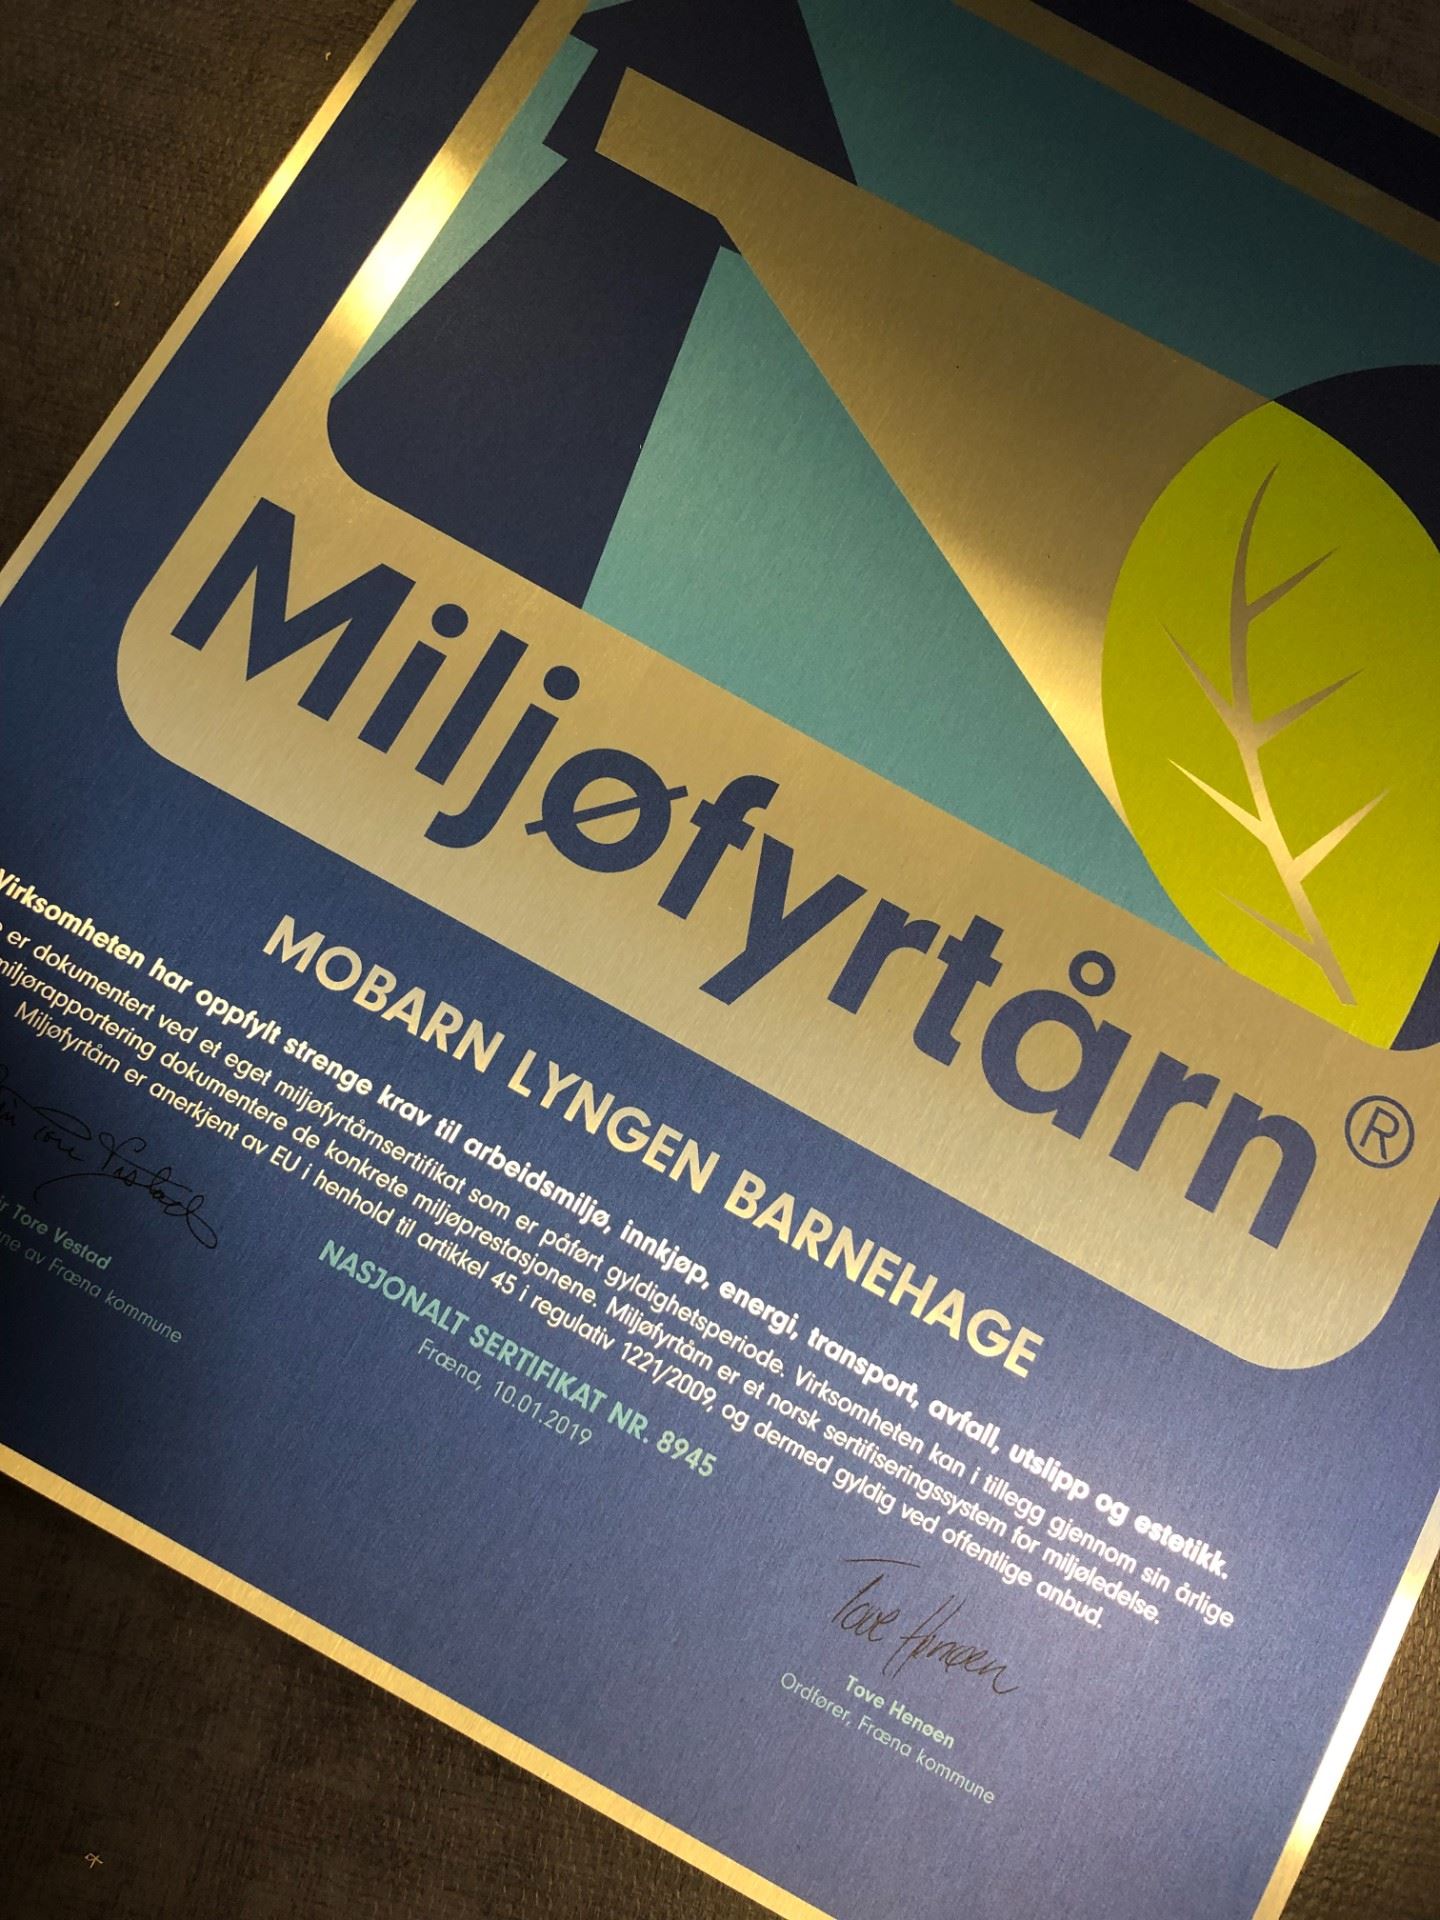 Miljøfyrtårn®
MOBARN LYNGEN BARNEHAGE
Virksomheten har oppfylt strenge krav til arbeidsmiljø, innkjøp, energi, transport, avfall, utslipp og estetikk.
er dokumentert ved et eget miljøfyrtårnsertifikat som er påført gyldighetsperiode. Virksomheten kan i tillegg gjennom sin årlige
miljørapportering dokumentere de konkrete miljøprestasjonene. Miljøfyrtårn er et norsk sertifiseringssystem for miljøledelse.
Miljøfyrtårn er anerkjent av EU i henhold til artikkel 45 i regulativ 1221/2009, og dermed gyldig ved offentlige anbud.
NASJONALT SERTIFIKAT NR. 8945
Fræna, 10.01.2019
Tore Vestad
Tore Vestad
av Fræna kommune
Tove Henøen
Tove Henøen
Ordfører, Fræna kommune